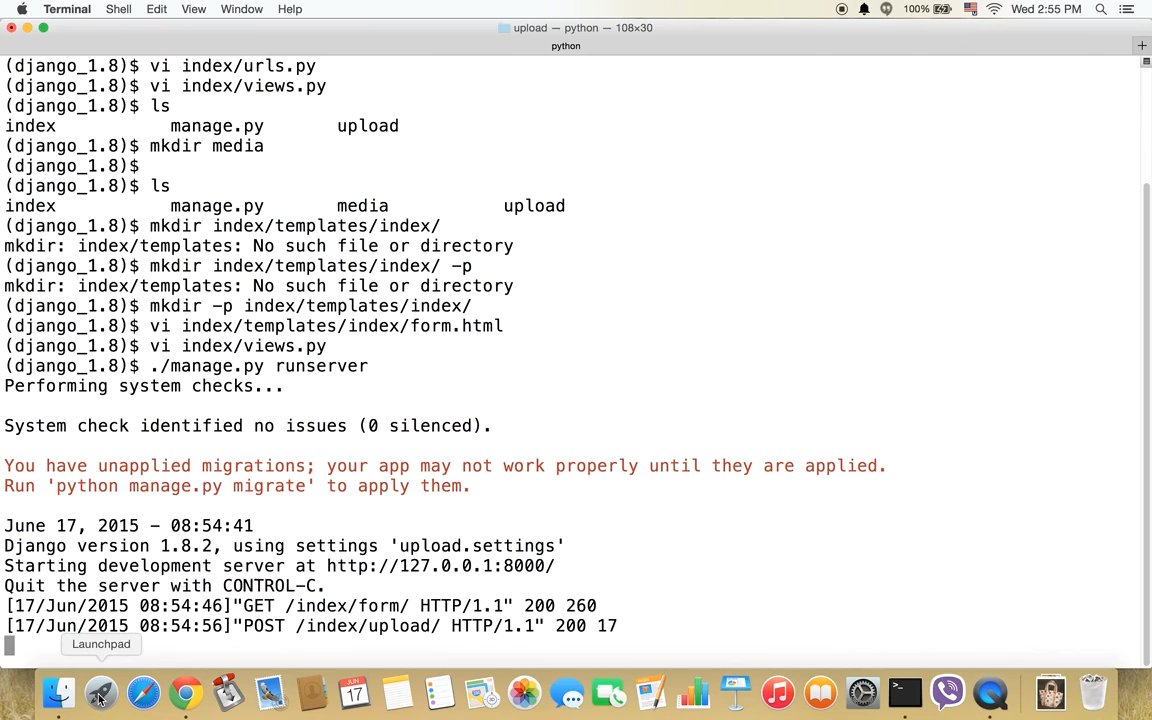 Terminal Shell Edit View Window Help 100% Wed 2:55 PM
upload — python — 108×30
python
(django_1.8)$ vi index/urls.py
(django_1.8)$ vi index/views.py
(django_1.8)$ ls
index manage.py upload
(django_1.8)$ mkdir media
(django_1.8)$
(django_1.8)$ ls
index manage.py media upload
(django_1.8)$ mkdir index/templates/index/
mkdir: index/templates: No such file or directory
(django_1.8)$ mkdir index/templates/index/ -p
mkdir: index/templates: No such file or directory
(django_1.8)$ mkdir -p index/templates/index/
(django_1.8)$ vi index/templates/index/form.html
(django_1.8)$ vi index/views.py
(django_1.8)$ ./manage.py runserver
Performing system checks...
System check identified no issues (0 silenced).
You have unapplied migrations; your app may not work properly until they are applied.
Run 'python manage.py migrate' to apply them.
June 17, 2015 - 08:54:41
Django version 1.8.2, using settings 'upload.settings'
Starting development server at http://127.0.0.1:8000/
Quit the server with CONTROL-C.
[17/Jun/2015 08:54:46]"GET /index/form/ HTTP/1.1" 200 260
[17/Jun/2015 08:54:56]"POST /index/upload/ HTTP/1.1" 200 17
Launchpad
17